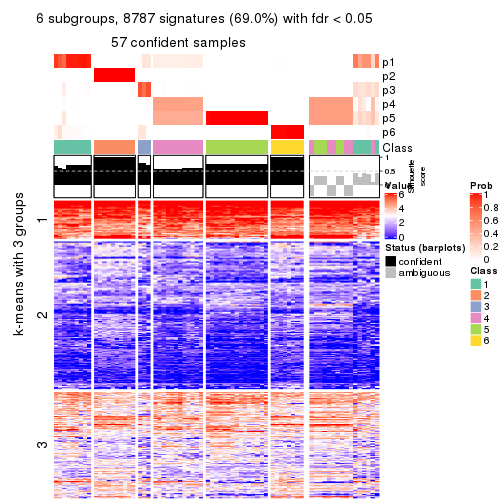 6 subgroups, 8787 signatures (69.0%) with fdr < 0.05
57 confident samples
p1
p2
p3
p4
p5
p6
Class
1
0.5
0
Silhouette
score
k-means with 3 groups
1
2
3
Value
6
4
2
0
Status (barplots)
confident
ambiguous
Prob
1
0.8
0.6
0.4
0.2
0
Class
1
2
3
4
5
6